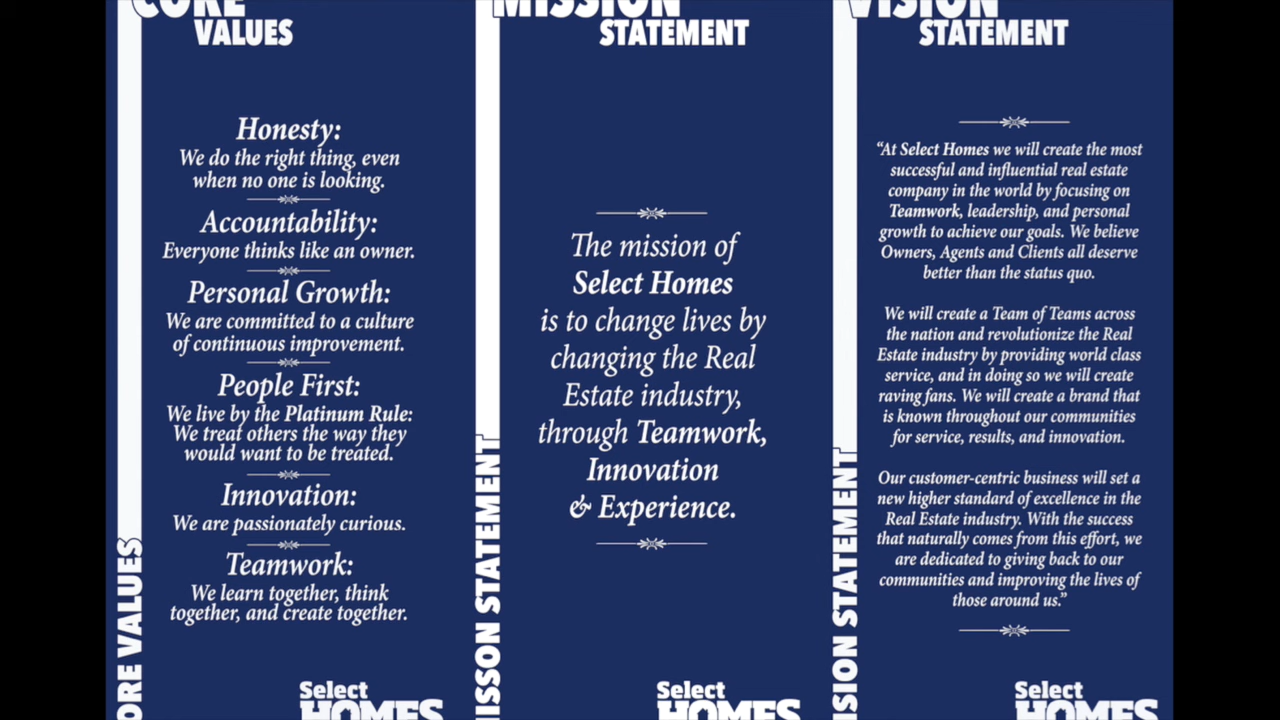 CORE
VALUES
Honesty:
We do the right thing, even
when no one is looking.
Accountability:
Everyone thinks like an owner.
Personal Growth:
We are committed to a culture
of continuous improvement.
People First:
We live by the Platinum Rule:
We treat others the way they
would want to be treated.
Innovation:
We are passionately curious.
Teamwork:
We learn together, think
together, and create together.
ORE VALUES
Select
HOMES
MISSION
STATEMENT
The mission of
Select Homes
is to change lives by
changing the Real
Estate industry,
through Teamwork,
Innovation
& Experience.
ISSON STATEMENT
Select
HOMES
VISION
STATEMENT
“At Select Homes we will create the most
successful and influential real estate
company in the world by focusing on
Teamwork, leadership, and personal
growth to achieve our goals. We believe
Owners, Agents and Clients all deserve
better than the status quo.
We will create a Team of Teams across
the nation and revolutionize the Real
Estate industry by providing world class
service, and in doing so we will create
raving fans. We will create a brand that
is known throughout our communities
for service, results, and innovation.
Our customer-centric business will set a
new higher standard of excellence in the
Real Estate industry. With the success
that naturally comes from this effort, we
are dedicated to giving back to our
communities and improving the lives of
those around us.”
ISION STATEMENT
Select
HOMES